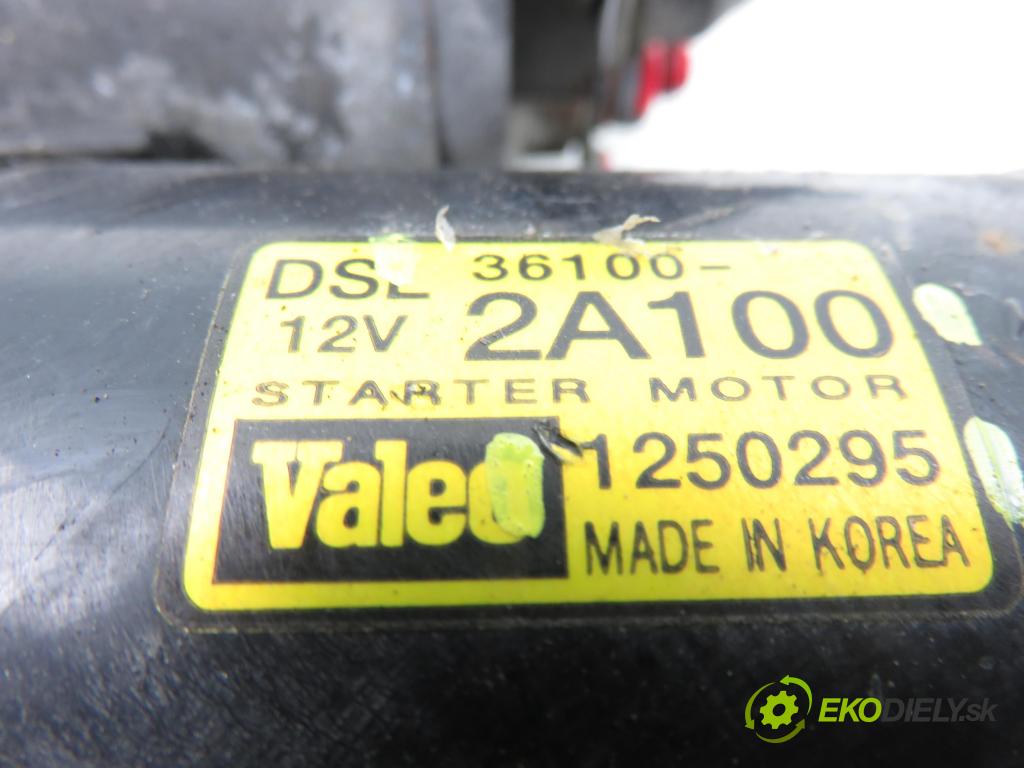 DSL 36100-
12V 2A100
STARTER MOTOR
Valeo 1250295
MADE IN KOREA
EKODIELY.sk